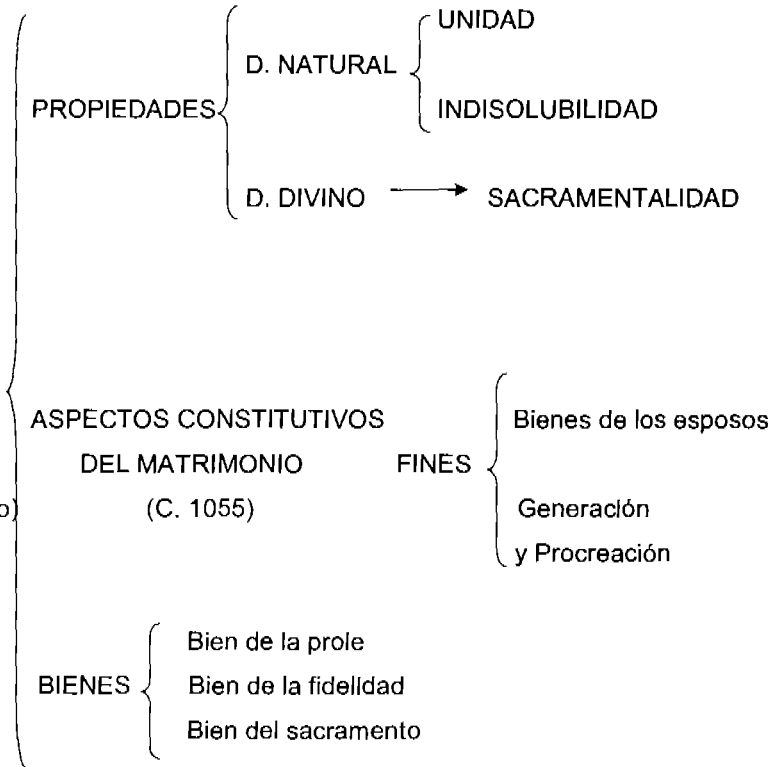 UNIDAD
D. NATURAL
PROPIEDADES
INDISOLUBILIDAD
D. DIVINO
SACRAMENTALIDAD
ASPECTOS CONSTITUTIVOS
DEL MATRIMONIO
(C. 1055)
FINES
Bienes de los esposos
Generación
y Procreación
o)
BIENES
Bien de la prole
Bien de la fidelidad
Bien del sacramento